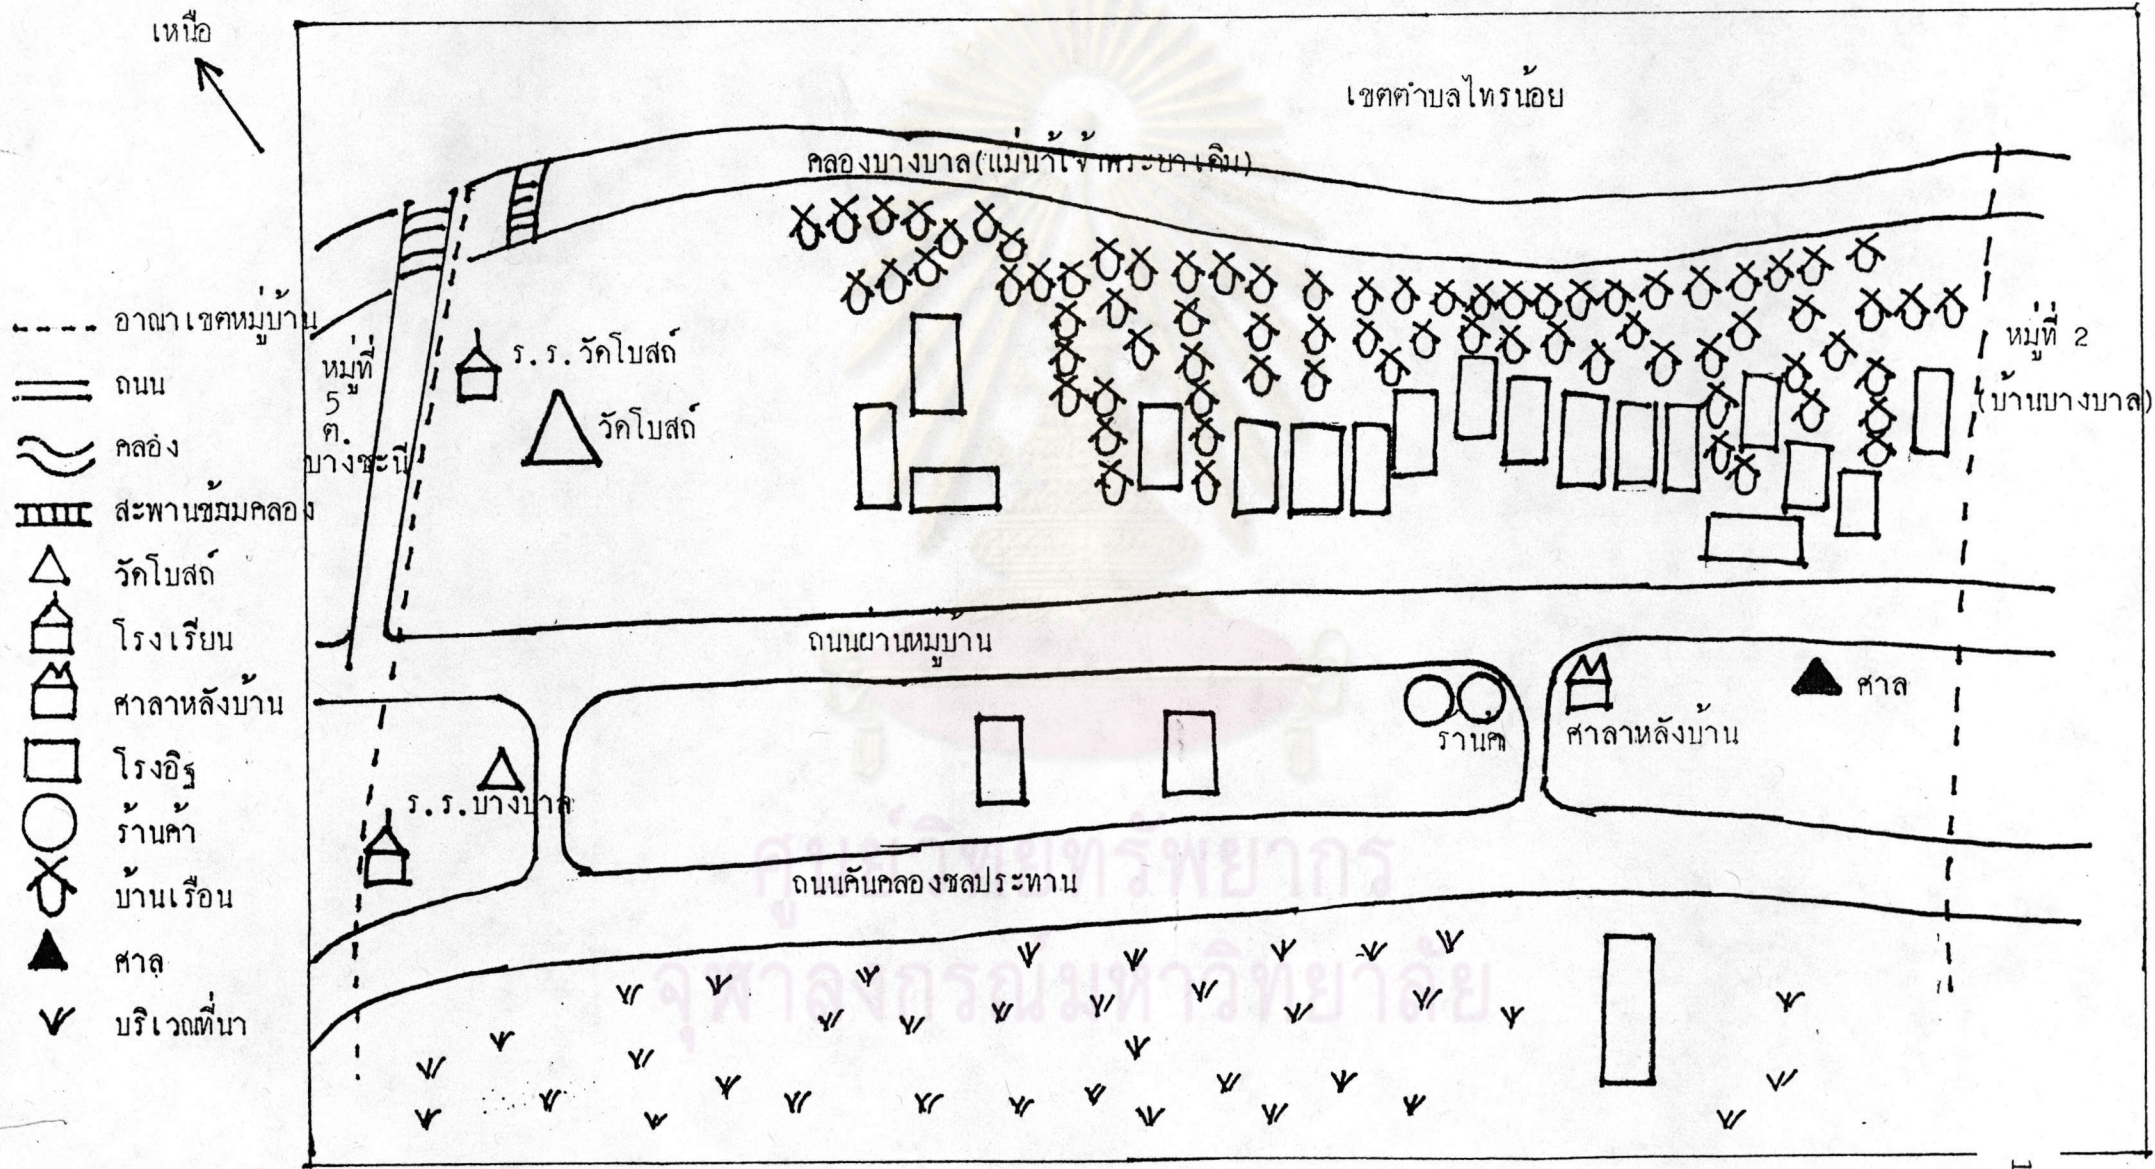 เหนือ
เขตตำบลไทรน้อย
คลองบางบาล(แม่น้ำเจ้าพระยาเดิม)
อาณาเขตหมู่บ้าน
ถนน
คลอง
สะพานข้ามคลอง
วัดโบสถ์
โรงเรียน
ศาลาหลังบ้าน
โรงอิฐ
ร้านค้า
บ้านเรือน
ศาล
บริเวณที่นา
หมู่ที่
5
ต.
บางชะนี
ร.ร.วัดโบสถ์
วัดโบสถ์
หมู่ที่ 2
(บ้านบางบาล)
ถนนผานหมูบ้าน
รานค้า
ศาลาหลังบ้าน
ศาล
ร.ร.บางบาล
ถนนคันคลองชลประทาน
ศูนย์วิทยทรัพยากร
จุฬาลงกรณ์มหาวิทยาลัย